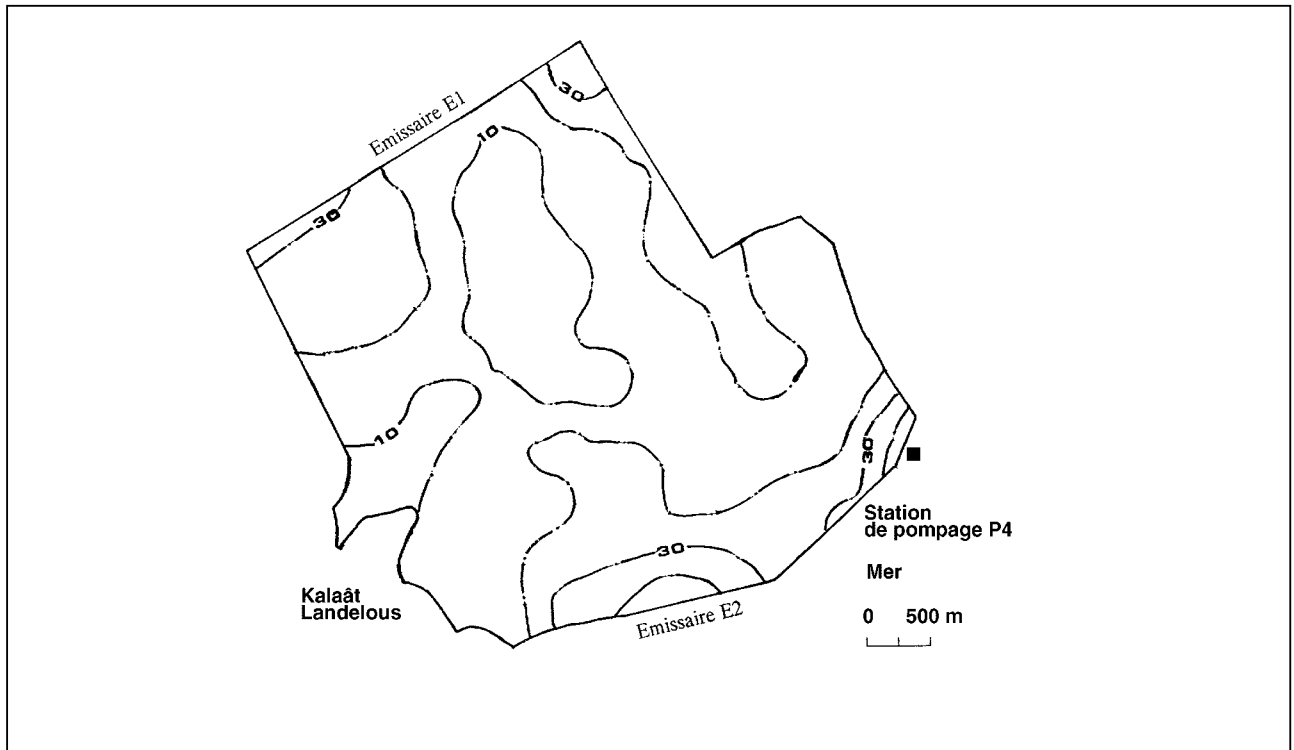 30
Emissaire E1
10
30
10
30
Station
de pompage P4
30
Mer
Kalaât
Landelous
Emissaire E2
0 500 m